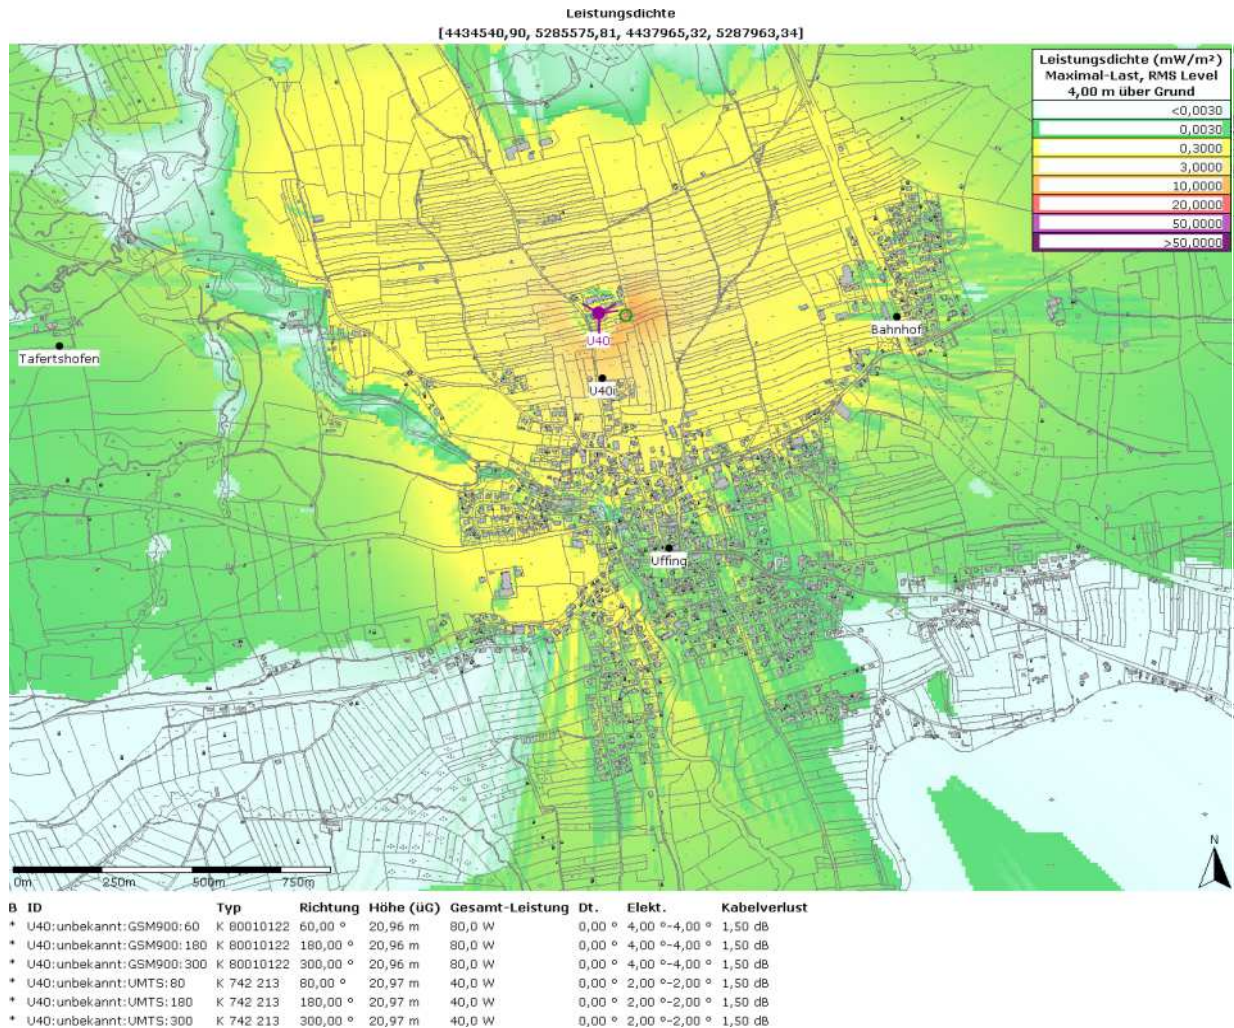 Leistungsdichte
[4434540,90, 5285575,81, 4437965,32, 5287963,34]
Leistungsdichte (mW/m²)
Maximal-Last, RMS Level
4,00 m über Grund
<0,0030
0,0030
0,3000
3,0000
10,0000
20,0000
50,0000
>50,0000
U40
Bahnhof
Tafertshofen
U40i
Uffing
N
0m 250m 500m 750m
B ID Typ Richtung Höhe (üG) Gesamt-Leistung Dt. Elekt. Kabelverlust
* U40:unbekannt:GSM900:60 K 80010122 60,00 ° 20,96 m 80,0 W 0,00 ° 4,00 °-4,00 ° 1,50 dB
* U40:unbekannt:GSM900:180 K 80010122 180,00 ° 20,96 m 80,0 W 0,00 ° 4,00 °-4,00 ° 1,50 dB
* U40:unbekannt:GSM900:300 K 80010122 300,00 ° 20,96 m 80,0 W 0,00 ° 4,00 °-4,00 ° 1,50 dB
* U40:unbekannt:UMTS:80 K 742 213 80,00 ° 20,97 m 40,0 W 0,00 ° 2,00 °-2,00 ° 1,50 dB
* U40:unbekannt:UMTS:180 K 742 213 180,00 ° 20,97 m 40,0 W 0,00 ° 2,00 °-2,00 ° 1,50 dB
* U40:unbekannt:UMTS:300 K 742 213 300,00 ° 20,97 m 40,0 W 0,00 ° 2,00 °-2,00 ° 1,50 dB